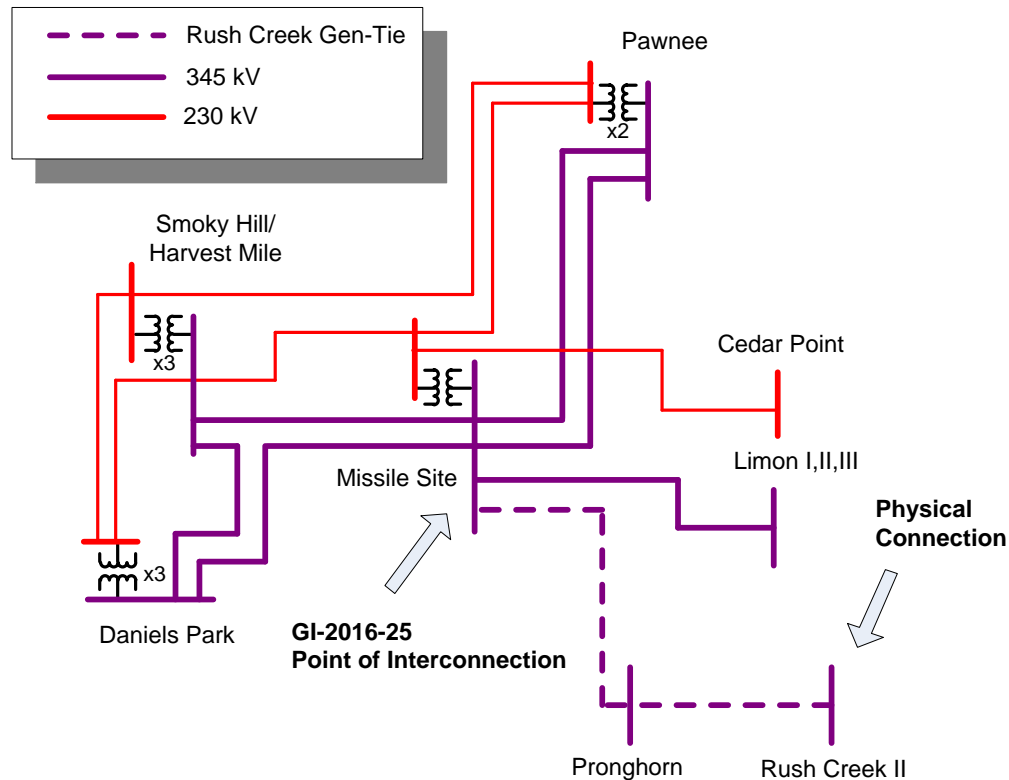 Rush Creek Gen-Tie
345 kV
230 kV
Pawnee
x2
Smoky Hill/
Harvest Mile
x3
Cedar Point
Limon I,II,III
Missile Site
Physical
Connection
x3
Daniels Park
GI-2016-25
Point of Interconnection
Pronghorn
Rush Creek II